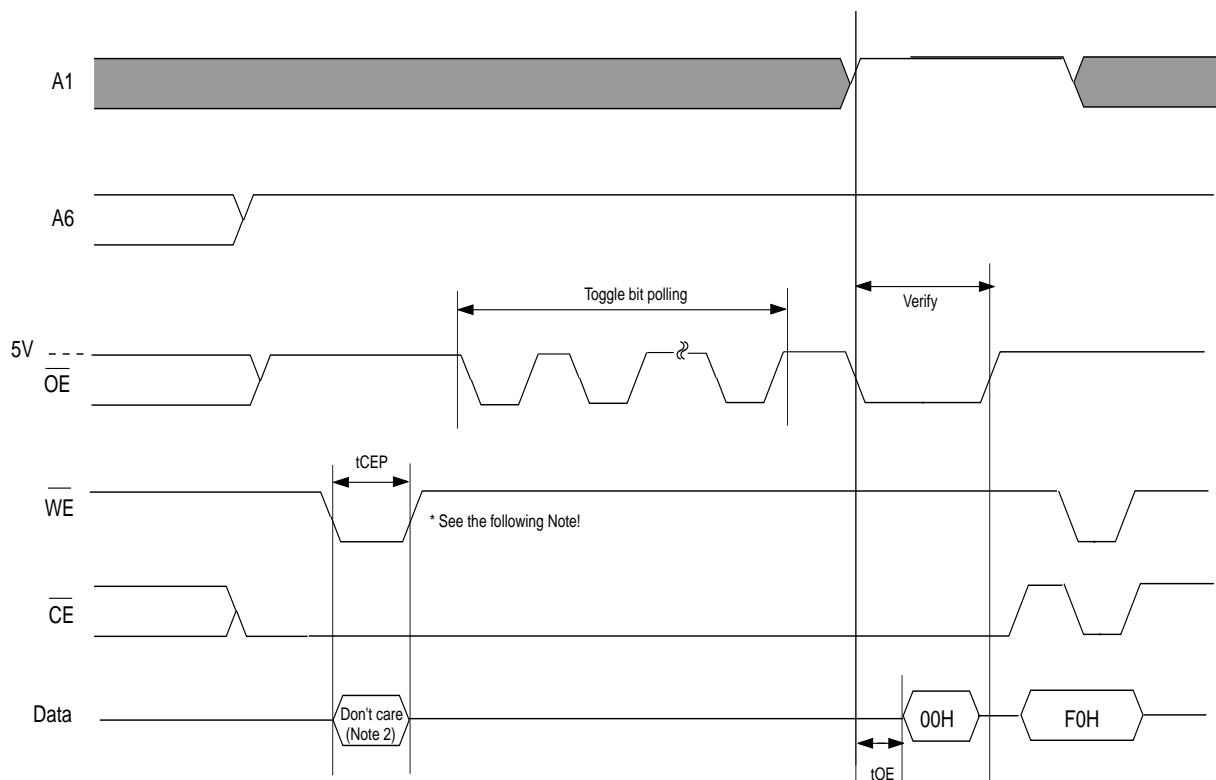 A1
A6
Toggle bit polling
Verify
5V
OE
tCEP
WE
* See the following Note!
CE
Data
Don't care
(Note 2)
00H
F0H
tOE